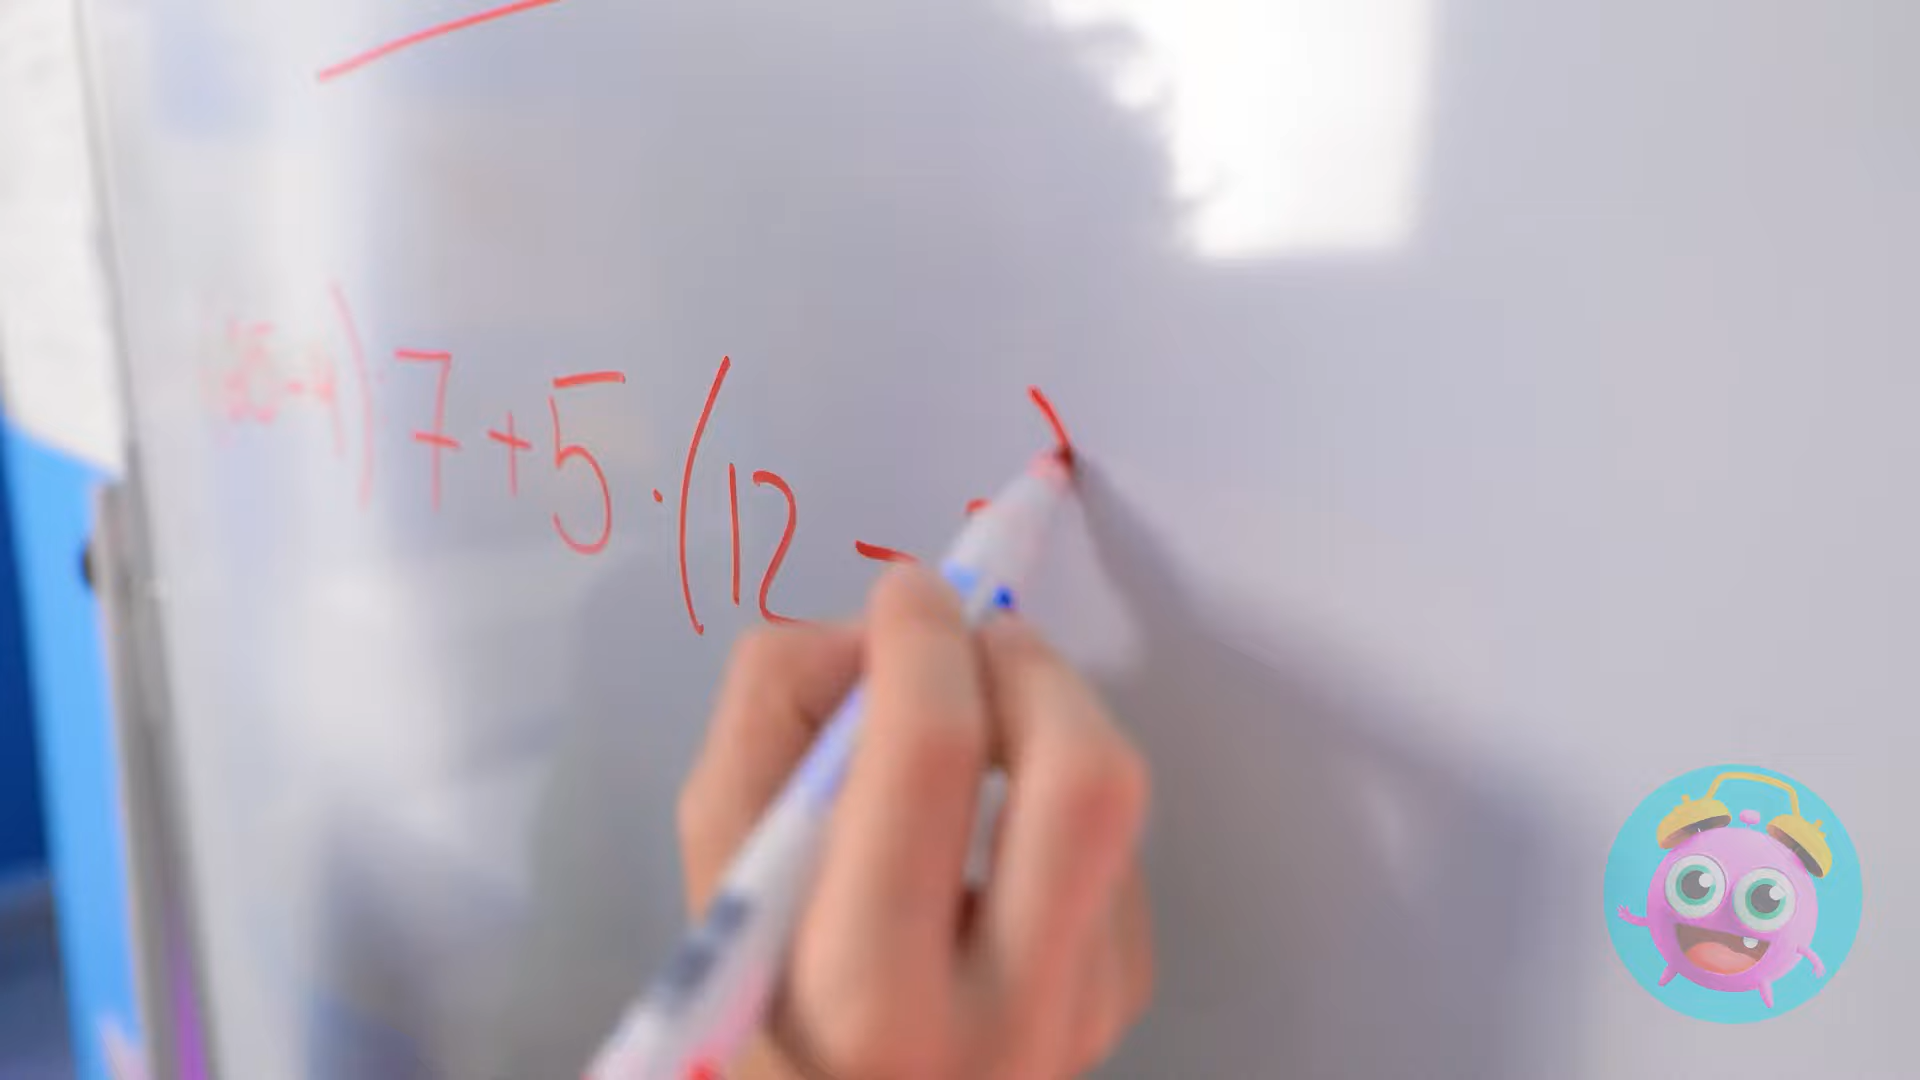 ) : 7 + 5 · ( 12 - )